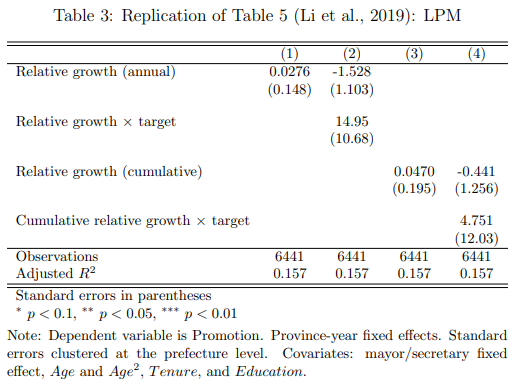 Table 3: Replication of Table 5 (Li et al., 2019): LPM
(1) (2) (3) (4)
Relative growth (annual) 0.0276 -1.528
(0.148) (1.103)
Relative growth × target 14.95
(10.68)
Relative growth (cumulative) 0.0470 -0.441
(0.195) (1.256)
Cumulative relative growth × target 4.751
(12.03)
Observations 6441 6441 6441 6441
Adjusted R² 0.157 0.157 0.157 0.157
Standard errors in parentheses
* p < 0.1, ** p < 0.05, *** p < 0.01
Note: Dependent variable is Promotion. Province-year fixed effects. Standard
errors clustered at the prefecture level. Covariates: mayor/secretary fixed
effect, Age and Age², Tenure, and Education.